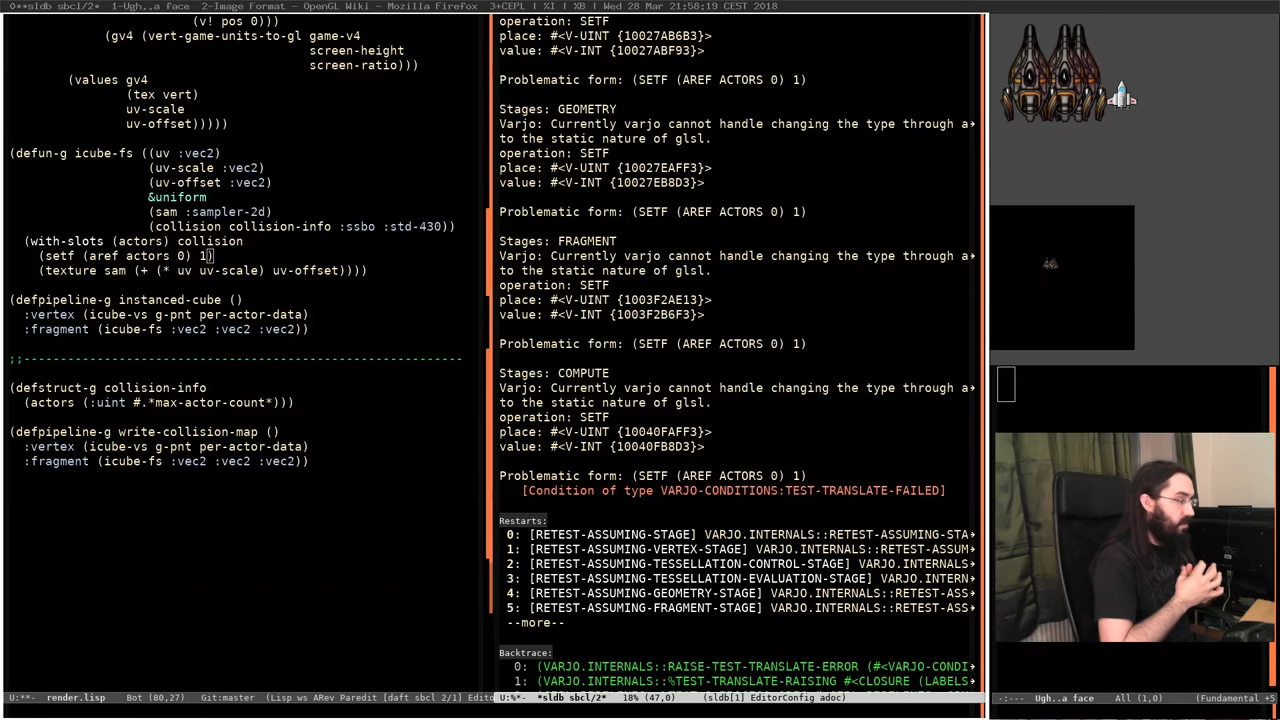 0**sldb sbcl/2* 1-Ugh..a face 2-Image Format - OpenGL Wiki - Mozilla Firefox 3+CEPL | %I | %B | Wed 28 Mar 21:58:19 CEST 2018
(v! pos 0)))
(gv4 (vert-game-units-to-gl game-v4
screen-height
screen-ratio)))
(values gv4
(tex vert)
uv-scale
uv-offset)))))
(defun-g icube-fs ((uv :vec2)
(uv-scale :vec2)
(uv-offset :vec2)
&uniform
(sam :sampler-2d)
(collision collision-info :ssbo :std-430))
(with-slots (actors) collision
(setf (aref actors 0) 1)
(texture sam (+ (* uv uv-scale) uv-offset))))
(defpipeline-g instanced-cube ()
:vertex (icube-vs g-pnt per-actor-data)
:fragment (icube-fs :vec2 :vec2 :vec2))
;;------------------------------------------------------------
(defstruct-g collision-info
(actors (:uint #.*max-actor-count*)))
(defpipeline-g write-collision-map ()
:vertex (icube-vs g-pnt per-actor-data)
:fragment (icube-fs :vec2 :vec2 :vec2))
U:**- render.lisp Bot (80,27) Git:master (Lisp ws ARev Paredit [daft sbcl 2/1] Edito
operation: SETF
place: #<V-UINT {10027AB6B3}>
value: #<V-INT {10027ABF93}>
Problematic form: (SETF (AREF ACTORS 0) 1)
Stages: GEOMETRY
Varjo: Currently varjo cannot handle changing the type through a
to the static nature of glsl.
operation: SETF
place: #<V-UINT {10027EAFF3}>
value: #<V-INT {10027EB8D3}>
Problematic form: (SETF (AREF ACTORS 0) 1)
Stages: FRAGMENT
Varjo: Currently varjo cannot handle changing the type through a
to the static nature of glsl.
operation: SETF
place: #<V-UINT {1003F2AE13}>
value: #<V-INT {1003F2B6F3}>
Problematic form: (SETF (AREF ACTORS 0) 1)
Stages: COMPUTE
Varjo: Currently varjo cannot handle changing the type through a
to the static nature of glsl.
operation: SETF
place: #<V-UINT {10040FAFF3}>
value: #<V-INT {10040FB8D3}>
Problematic form: (SETF (AREF ACTORS 0) 1)
[Condition of type VARJO-CONDITIONS:TEST-TRANSLATE-FAILED]
Restarts:
0: [RETEST-ASSUMING-STAGE] VARJO.INTERNALS::RETEST-ASSUMING-STA
1: [RETEST-ASSUMING-VERTEX-STAGE] VARJO.INTERNALS::RETEST-ASSUM
2: [RETEST-ASSUMING-TESSELLATION-CONTROL-STAGE] VARJO.INTERNALS
3: [RETEST-ASSUMING-TESSELLATION-EVALUATION-STAGE] VARJO.INTERN
4: [RETEST-ASSUMING-GEOMETRY-STAGE] VARJO.INTERNALS::RETEST-ASS
5: [RETEST-ASSUMING-FRAGMENT-STAGE] VARJO.INTERNALS::RETEST-ASS
--more--
Backtrace:
0: (VARJO.INTERNALS::RAISE-TEST-TRANSLATE-ERROR (#<VARJO-CONDI
1: (VARJO.INTERNALS::%TEST-TRANSLATE-RAISING #<CLOSURE (LABELS
U:%*- *sldb sbcl/2* 18% (47,0) (sldb[1] EditorConfig adoc)
-:--- Ugh..a face All (1,0) (Fundamental +5